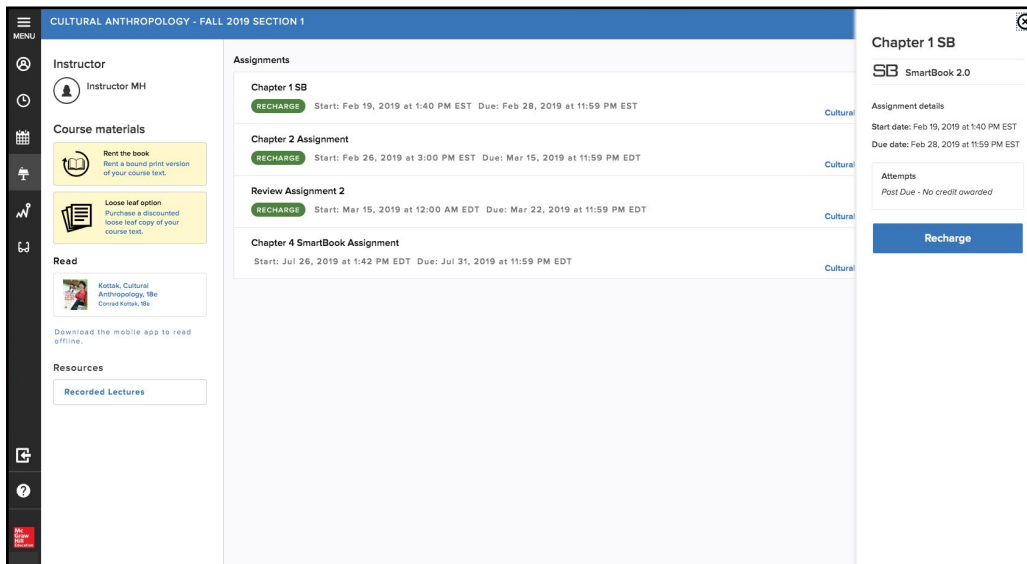 MENU
CULTURAL ANTHROPOLOGY - FALL 2019 SECTION 1
Instructor
Instructor MH
Course materials
Rent the book
Rent a bound print version
of your course text.
Loose leaf option
Purchase a discounted
loose leaf copy of your
course text.
Read
Kottak, Cultural
Anthropology, 18e
Conrad Kottak, 18e
Download the mobile app to read
offline.
Resources
Recorded Lectures
Mc
Graw
Hill
Education
Assignments
Chapter 1 SB
RECHARGE Start: Feb 19, 2019 at 1:40 PM EST Due: Feb 28, 2019 at 11:59 PM EST
Cultural
Chapter 2 Assignment
RECHARGE Start: Feb 26, 2019 at 3:00 PM EST Due: Mar 15, 2019 at 11:59 PM EDT
Cultural
Review Assignment 2
RECHARGE Start: Mar 15, 2019 at 12:00 AM EDT Due: Mar 22, 2019 at 11:59 PM EDT
Cultural
Chapter 4 SmartBook Assignment
Start: Jul 26, 2019 at 1:42 PM EDT Due: Jul 31, 2019 at 11:59 PM EDT
Cultural
Chapter 1 SB
SB SmartBook 2.0
Assignment details
Start date: Feb 19, 2019 at 1:40 PM EST
Due date: Feb 28, 2019 at 11:59 PM EST
Attempts
Past Due - No credit awarded
Recharge